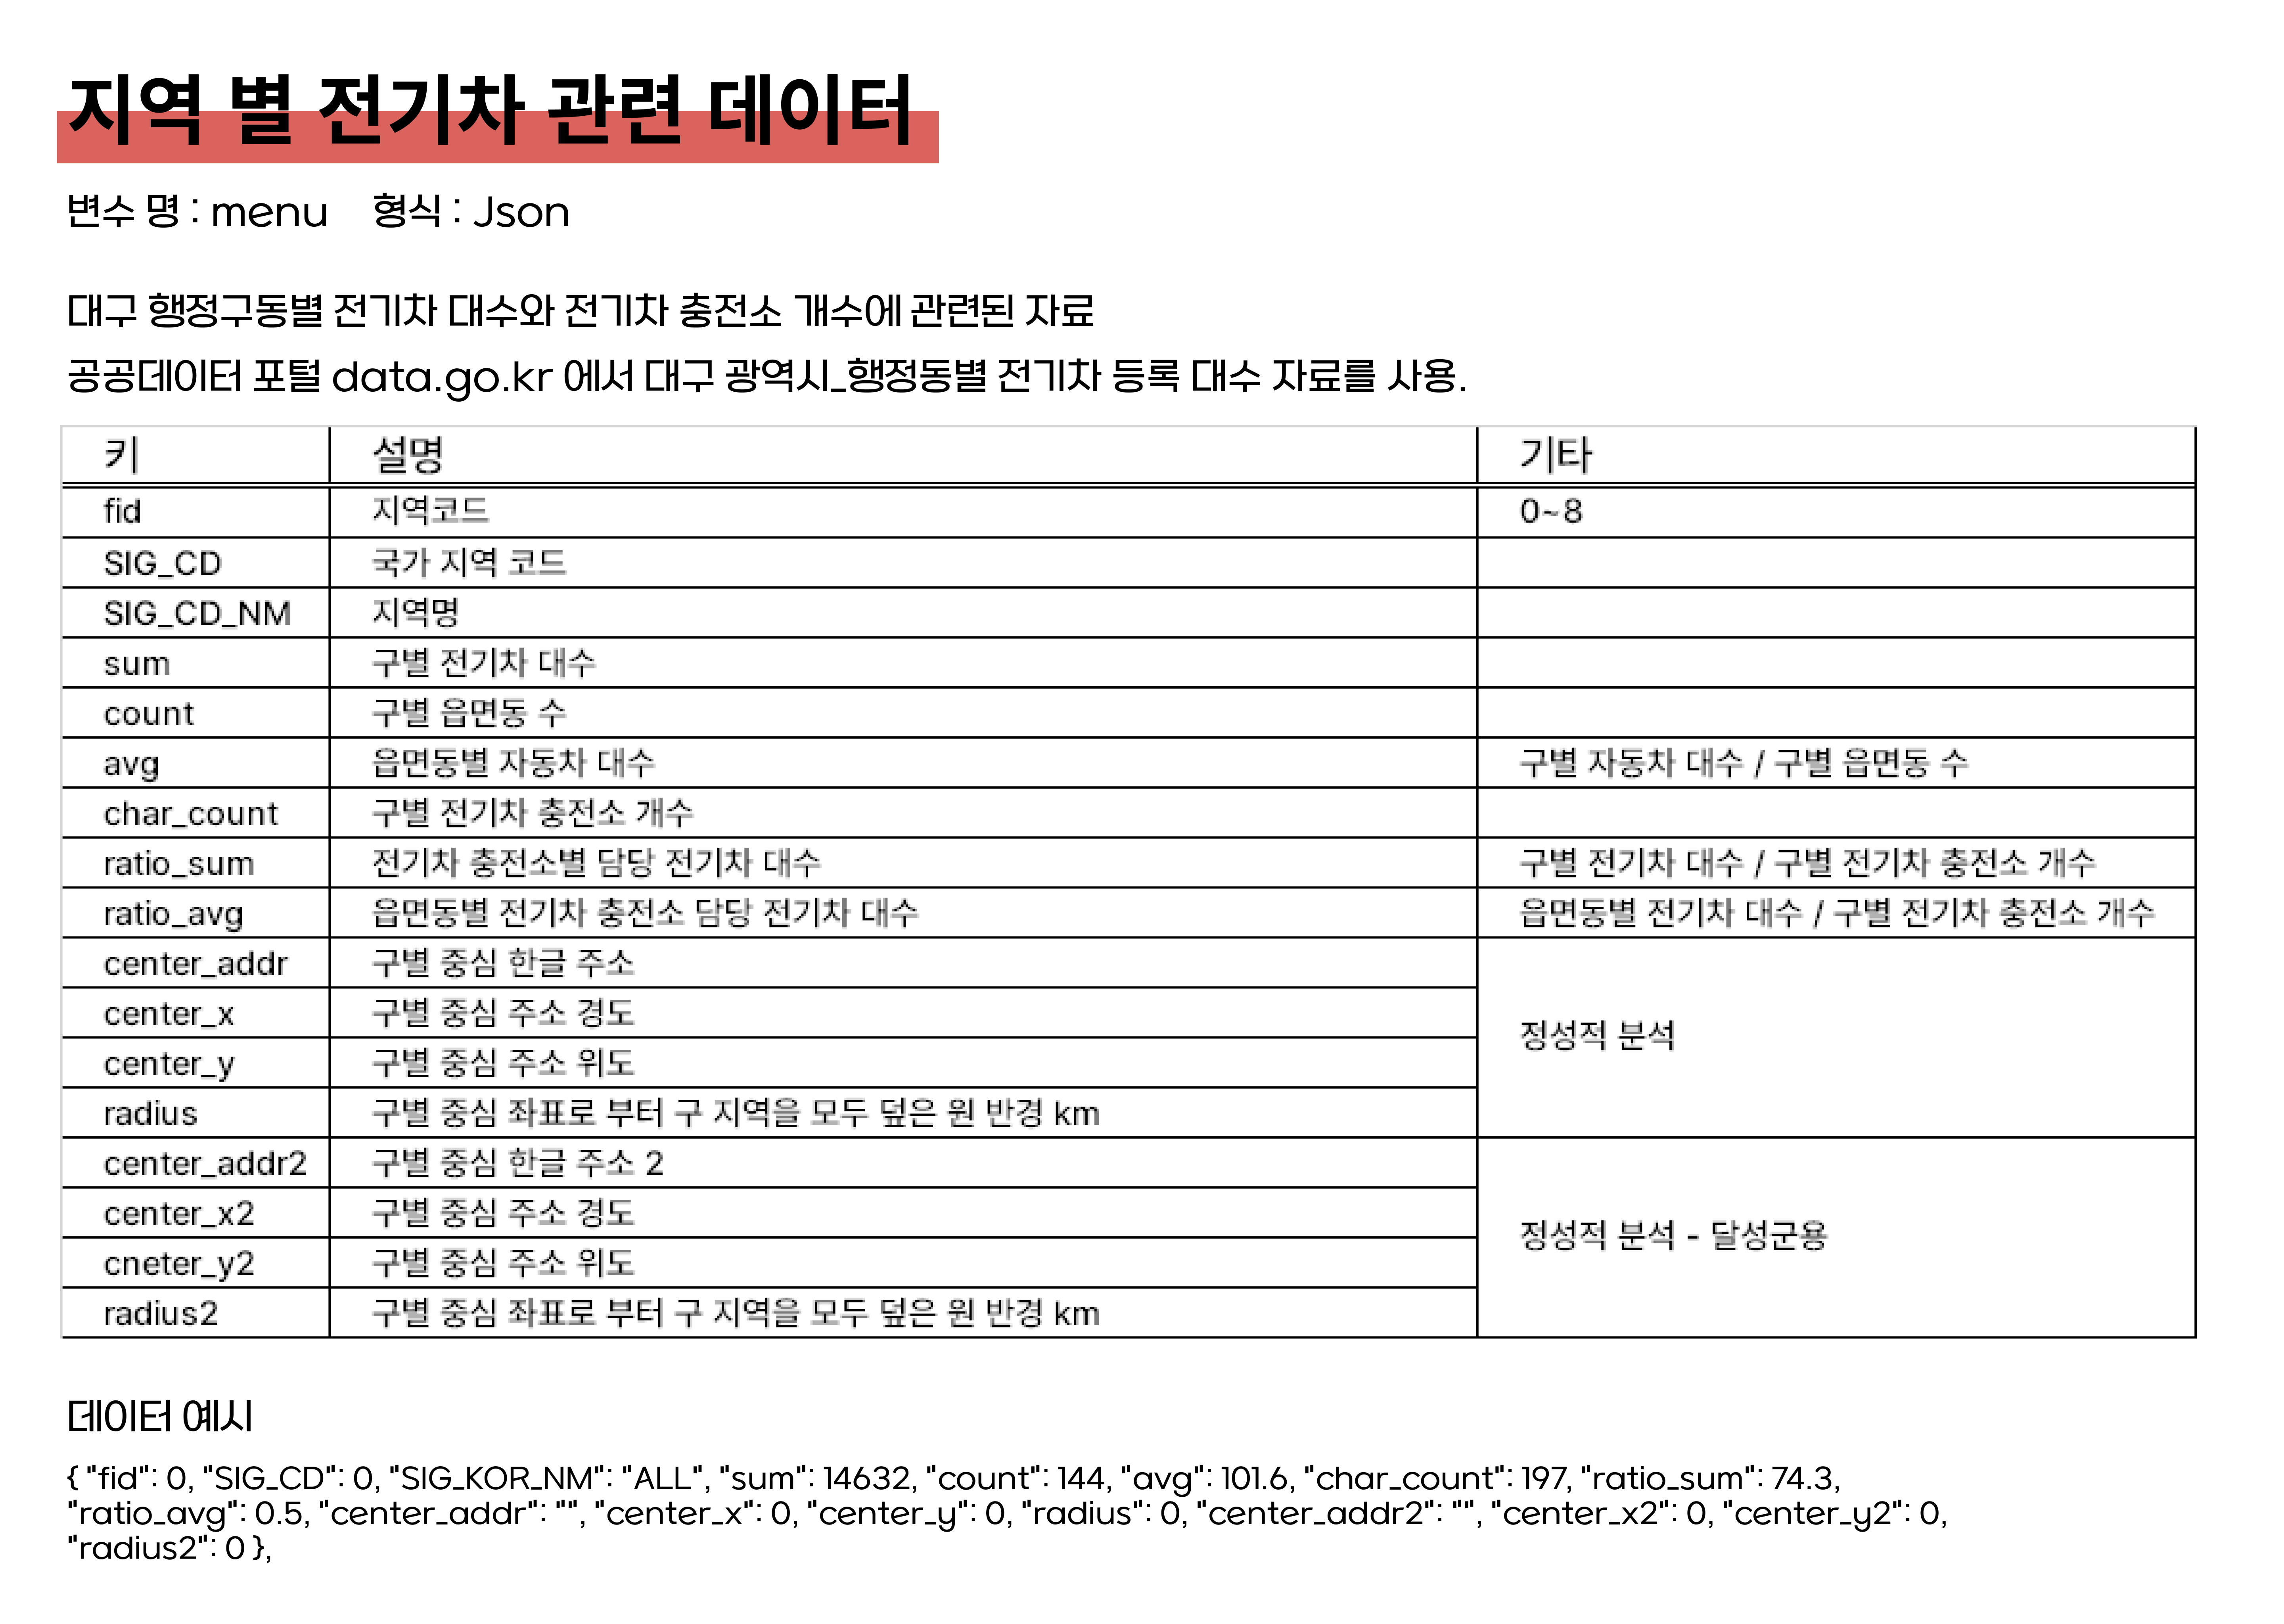 지역 별 전기차 관련 데이터
변수 명 : menu 형식 : Json
대구 행정구동별 전기차 대수와 전기차 충전소 개수에 관련된 자료
공공데이터 포털 data.go.kr 에서 대구 광역시_행정동별 전기차 등록 대수 자료를 사용.
키 설명 기타
fid 지역코드 0~8
SIG_CD 국가 지역 코드
SIG_CD_NM 지역명
sum 구별 전기차 대수
count 구별 읍면동 수
avg 읍면동별 자동차 대수 구별 자동차 대수 / 구별 읍면동 수
char_count 구별 전기차 충전소 개수
ratio_sum 전기차 충전소별 담당 전기차 대수 구별 전기차 대수 / 구별 전기차 충전소 개수
ratio_avg 읍면동별 전기차 충전소 담당 전기차 대수 읍면동별 전기차 대수 / 구별 전기차 충전소 개수
center_addr 구별 중심 한글 주소
center_x 구별 중심 주소 경도
정성적 분석
center_y 구별 중심 주소 위도
radius 구별 중심 좌표로 부터 구 지역을 모두 덮은 원 반경 km
center_addr2 구별 중심 한글 주소 2
center_x2 구별 중심 주소 경도
정성적 분석 - 달성군용
cneter_y2 구별 중심 주소 위도
radius2 구별 중심 좌표로 부터 구 지역을 모두 덮은 원 반경 km
데이터 예시
{ "fid": 0, "SIG_CD": 0, "SIG_KOR_NM": "ALL", "sum": 14632, "count": 144, "avg": 101.6, "char_count": 197, "ratio_sum": 74.3,
"ratio_avg": 0.5, "center_addr": "", "center_x": 0, "center_y": 0, "radius": 0, "center_addr2": "", "center_x2": 0, "center_y2": 0,
"radius2": 0 },